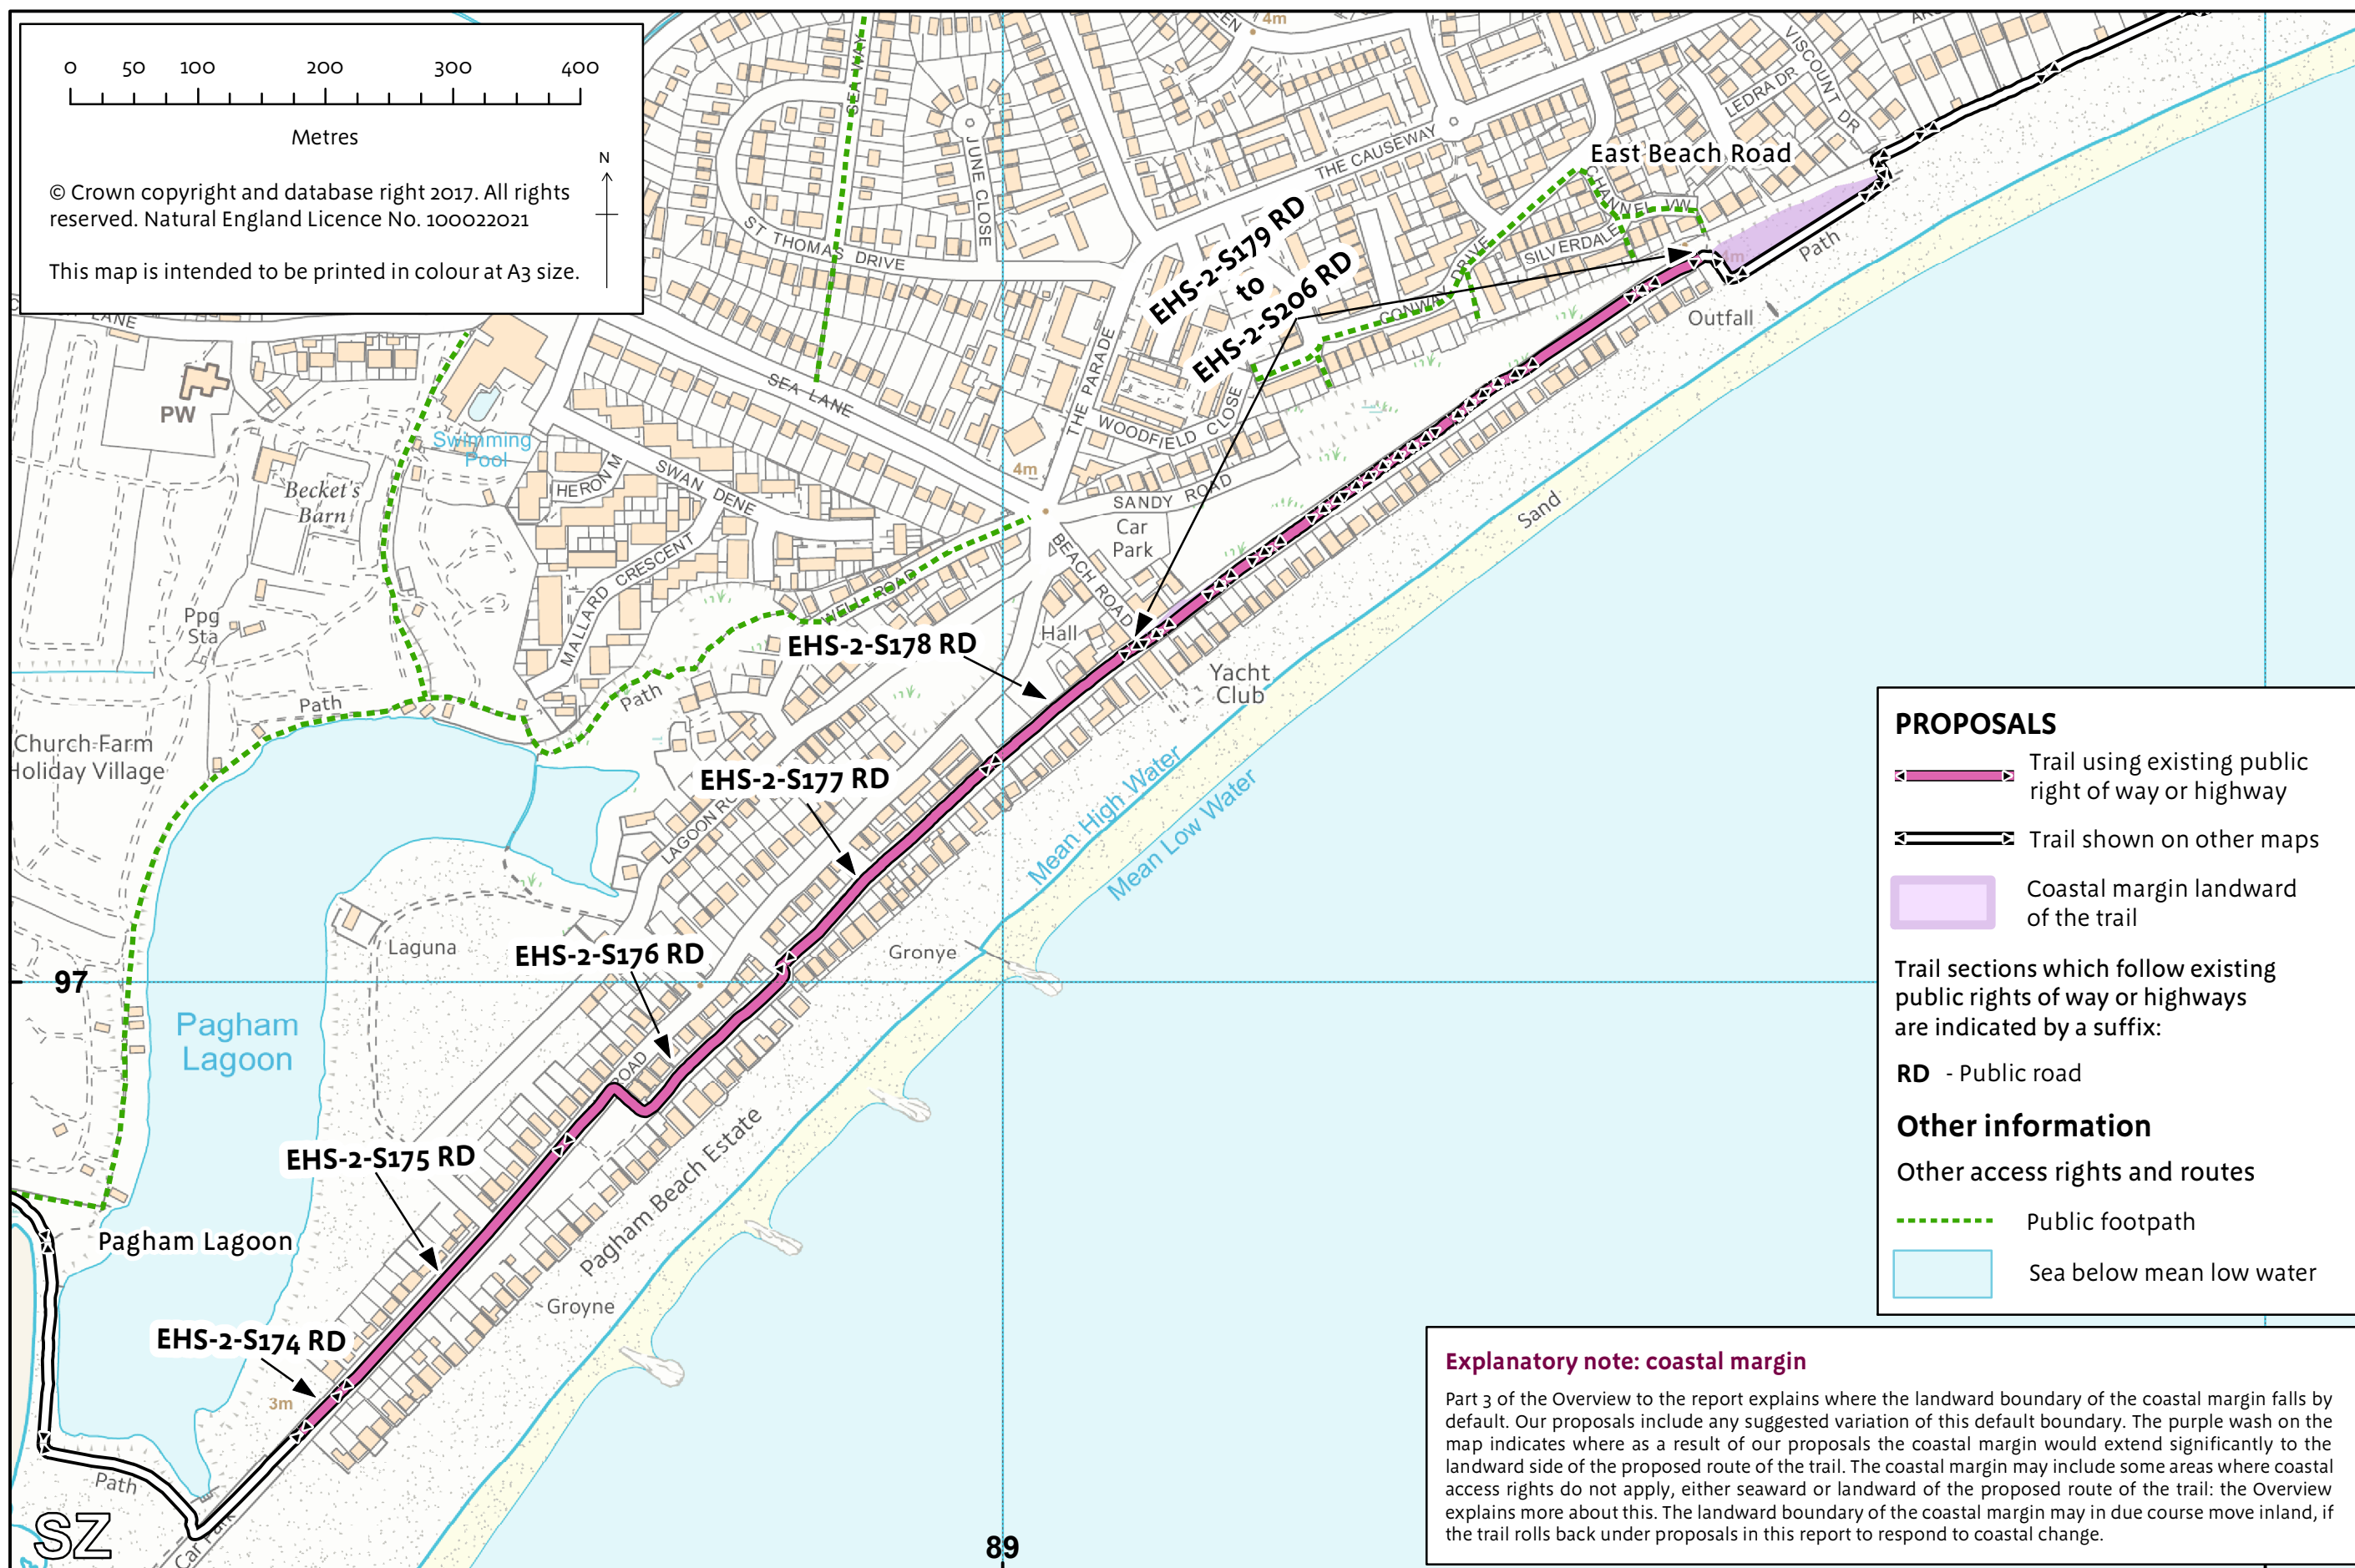 0 50 100 200 300 400
Metres
N
© Crown copyright and database right 2017. All rights
reserved. Natural England Licence No. 100022021
This map is intended to be printed in colour at A3 size.
4m
SEA WAY
JUNE CLOSE
ST THOMAS DRIVE
THE CAUSEWAY
VISCOUNT DR
LEDRA DR
East Beach Road
CHANNEL VW
SILVERDALE
CONWAY DRIVE
Path
Outfall
EHS-2-S179 RD
to
EHS-2-S206 RD
LANE
PW
Swimming
Pool
Becket's
Barn
HERON M
SWAN DENE
SEA LANE
THE PARADE
WOODFIELD CLOSE
4m
SANDY ROAD
Car
Park
BEACH ROAD
Sand
MALLARD CRESCENT
WELL ROAD
Ppg
Sta
Hall
EHS-2-S178 RD
Yacht
Club
Path
Path
Church Farm
Holiday Village
EHS-2-S177 RD
Mean High Water
Mean Low Water
LAGOON RO
Laguna
EHS-2-S176 RD
Gronye
97
Pagham
Lagoon
ROAD
EHS-2-S175 RD
Pagham Beach Estate
Pagham Lagoon
Groyne
EHS-2-S174 RD
3m
Path
Car Park
SZ
89
PROPOSALS
Trail using existing public
right of way or highway
Trail shown on other maps
Coastal margin landward
of the trail
Trail sections which follow existing
public rights of way or highways
are indicated by a suffix:
RD - Public road
Other information
Other access rights and routes
Public footpath
Sea below mean low water
Explanatory note: coastal margin
Part 3 of the Overview to the report explains where the landward boundary of the coastal margin falls by
default. Our proposals include any suggested variation of this default boundary. The purple wash on the
map indicates where as a result of our proposals the coastal margin would extend significantly to the
landward side of the proposed route of the trail. The coastal margin may include some areas where coastal
access rights do not apply, either seaward or landward of the proposed route of the trail: the Overview
explains more about this. The landward boundary of the coastal margin may in due course move inland, if
the trail rolls back under proposals in this report to respond to coastal change.